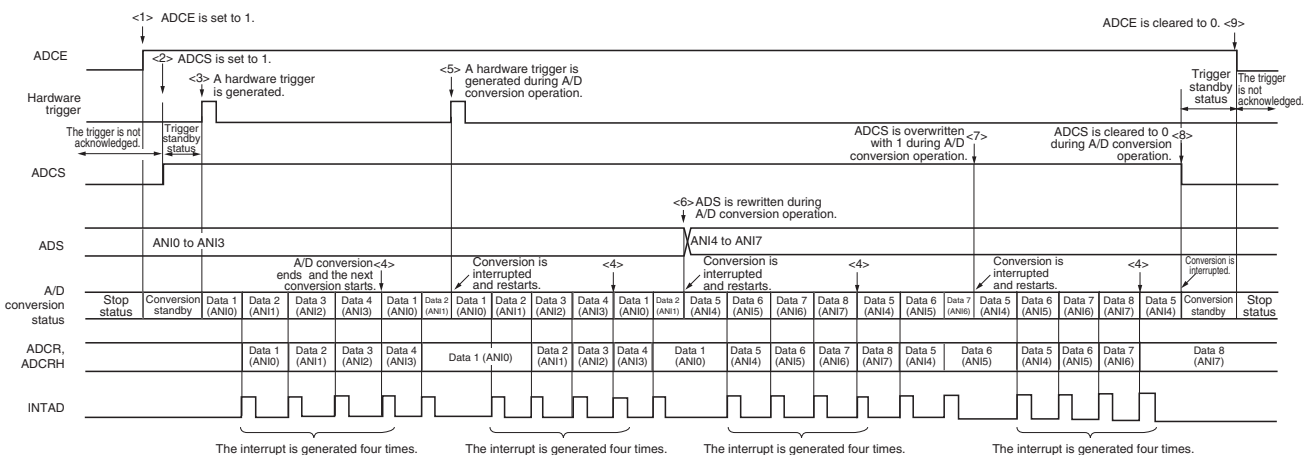 <1> ADCE is set to 1.
ADCE is cleared to 0. <9>
ADCE
<2> ADCS is set to 1.
<3> A hardware trigger
is generated.
<5> A hardware trigger is
generated during A/D
conversion operation.
Trigger
standby
status
The trigger
is not
acknowledged.
Hardware
trigger
The trigger is not
acknowledged.
Trigger
standby
status
ADCS is overwritten
with 1 during A/D
conversion operation.
<7>
ADCS is cleared to 0
during A/D conversion
operation.
<8>
ADCS
<6> ADS is rewritten during
A/D conversion operation.
ADS
ANI0 to ANI3
ANI4 to ANI7
A/D conversion
ends and the next
conversion starts.
<4>
Conversion is
interrupted
and restarts.
<4>
Conversion is
interrupted
and restarts.
<4>
Conversion is
interrupted
and restarts.
<4>
Conversion is
interrupted.
A/D
conversion
status
Stop
status
Conversion
standby
Data 1
(ANI0)
Data 2
(ANI1)
Data 3
(ANI2)
Data 4
(ANI3)
Data 1
(ANI0)
Data 2
(ANI1)
Data 1
(ANI0)
Data 2
(ANI1)
Data 3
(ANI2)
Data 4
(ANI3)
Data 1
(ANI0)
Data 2
(ANI1)
Data 5
(ANI4)
Data 6
(ANI5)
Data 7
(ANI6)
Data 8
(ANI7)
Data 5
(ANI4)
Data 6
(ANI5)
Data 7
(ANI6)
Data 5
(ANI4)
Data 6
(ANI5)
Data 7
(ANI6)
Data 8
(ANI7)
Data 5
(ANI4)
Conversion
standby
Stop
status
ADCR,
ADCRH
Data 1
(ANI0)
Data 2
(ANI1)
Data 3
(ANI2)
Data 4
(ANI3)
Data 1 (ANI0)
Data 2
(ANI1)
Data 3
(ANI2)
Data 4
(ANI3)
Data 1
(ANI0)
Data 5
(ANI4)
Data 6
(ANI5)
Data 7
(ANI6)
Data 8
(ANI7)
Data 5
(ANI4)
Data 6
(ANI5)
Data 5
(ANI4)
Data 6
(ANI5)
Data 7
(ANI6)
Data 8
(ANI7)
INTAD
The interrupt is generated four times.
The interrupt is generated four times.
The interrupt is generated four times.
The interrupt is generated four times.